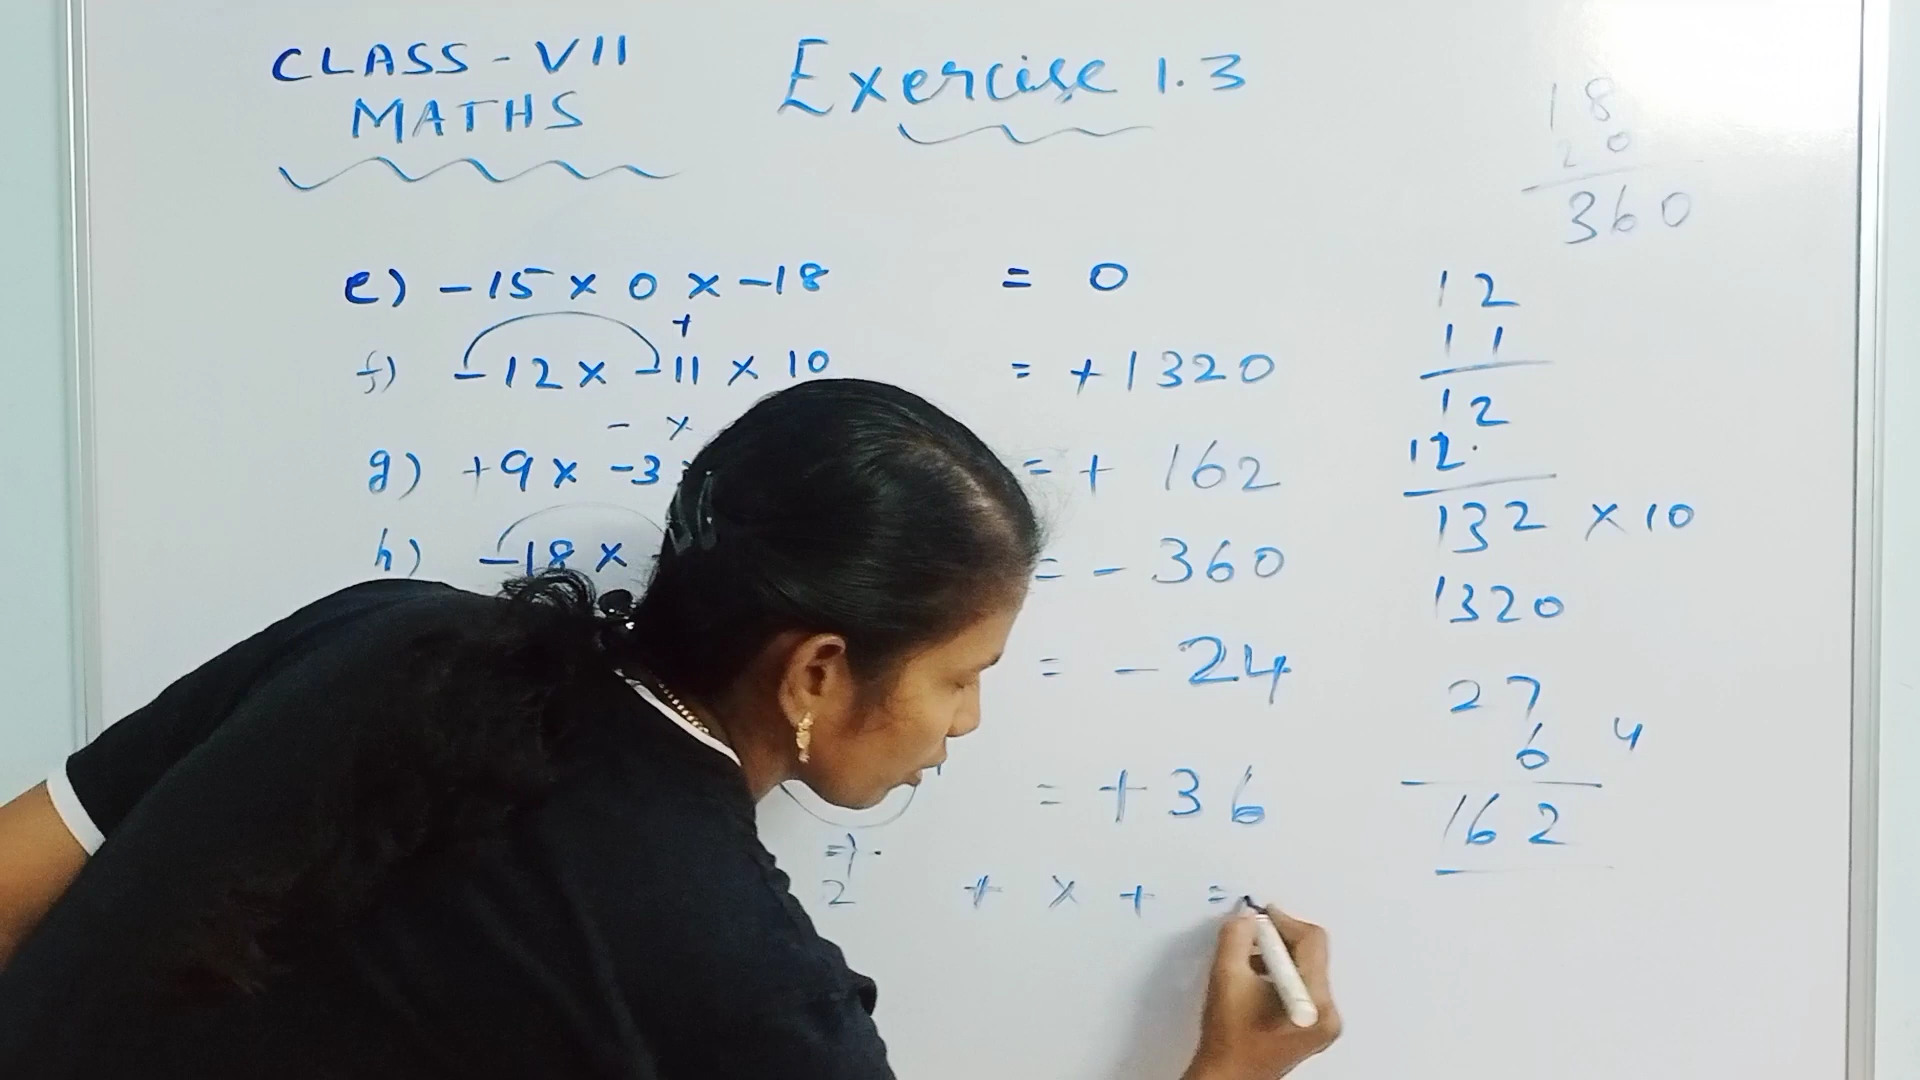 CLASS - VII
MATHS
Exercise 1.3
18
20
360
e) -15 × 0 × -18 = 0
+
f) -12 × -11 × 10 = +1320
- ×
g) +9 × -3 = + 162
h) -18 × = - 360
= - 24
= + 36
2
+ × + =
12
11
12
12.
132 × 10
1320
27
6 4
162